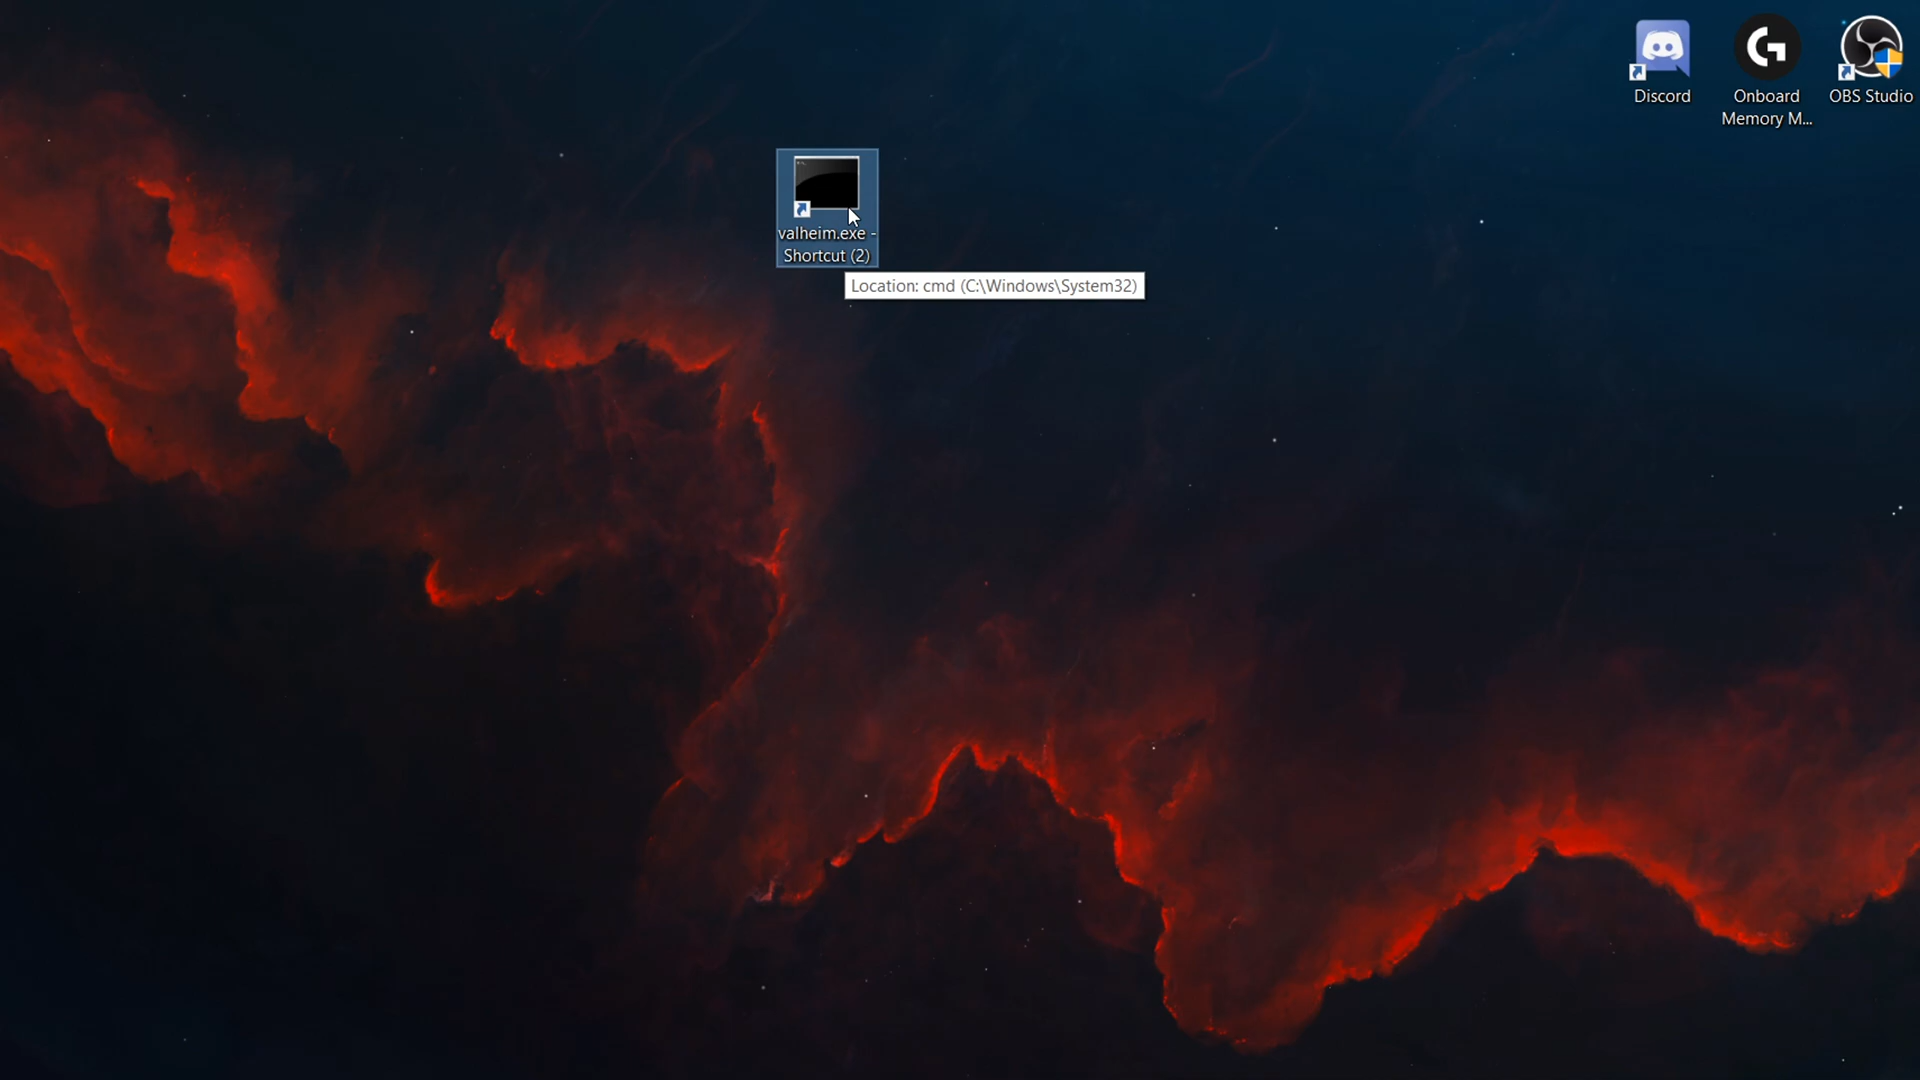 Discord
Onboard
Memory M...
OBS Studio
valheim.exe -
Shortcut (2)
Location: cmd (C:\Windows\System32)